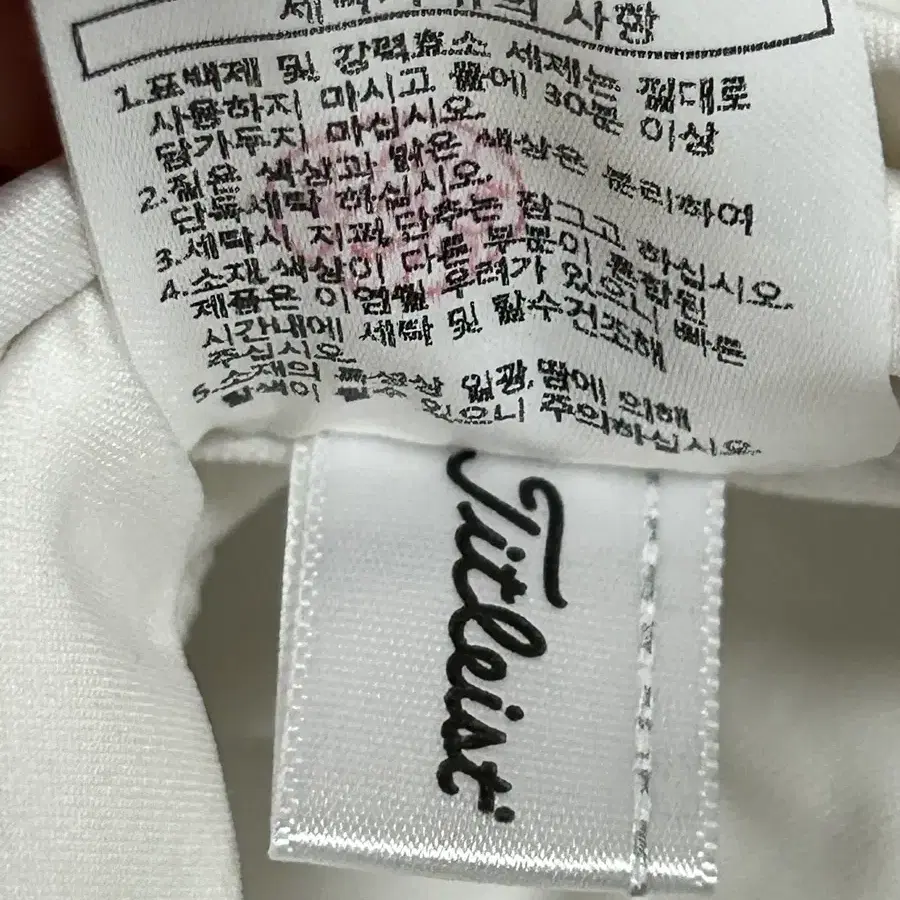 세탁시 주의 사항
1.표백제 및 강력효소 세제는 절대로
사용하지 마시고 물에 30분 이상
담가두지 마십시오.
2.짙은 색상과 밝은 색상은 분리하여
단독세탁 하십시오.
3.세탁시 지퍼,단추는 잠그고 하십시오.
4.소재,색상이 다른 부분이 혼합된
제품은 이염될 우려가 있으니 빠른
시간내에 세탁 및 탈수건조해
주십시오.
5.소재의 특성상 일광,땀에 의해
탈색이 있으니 주의하십시오.
Titleist